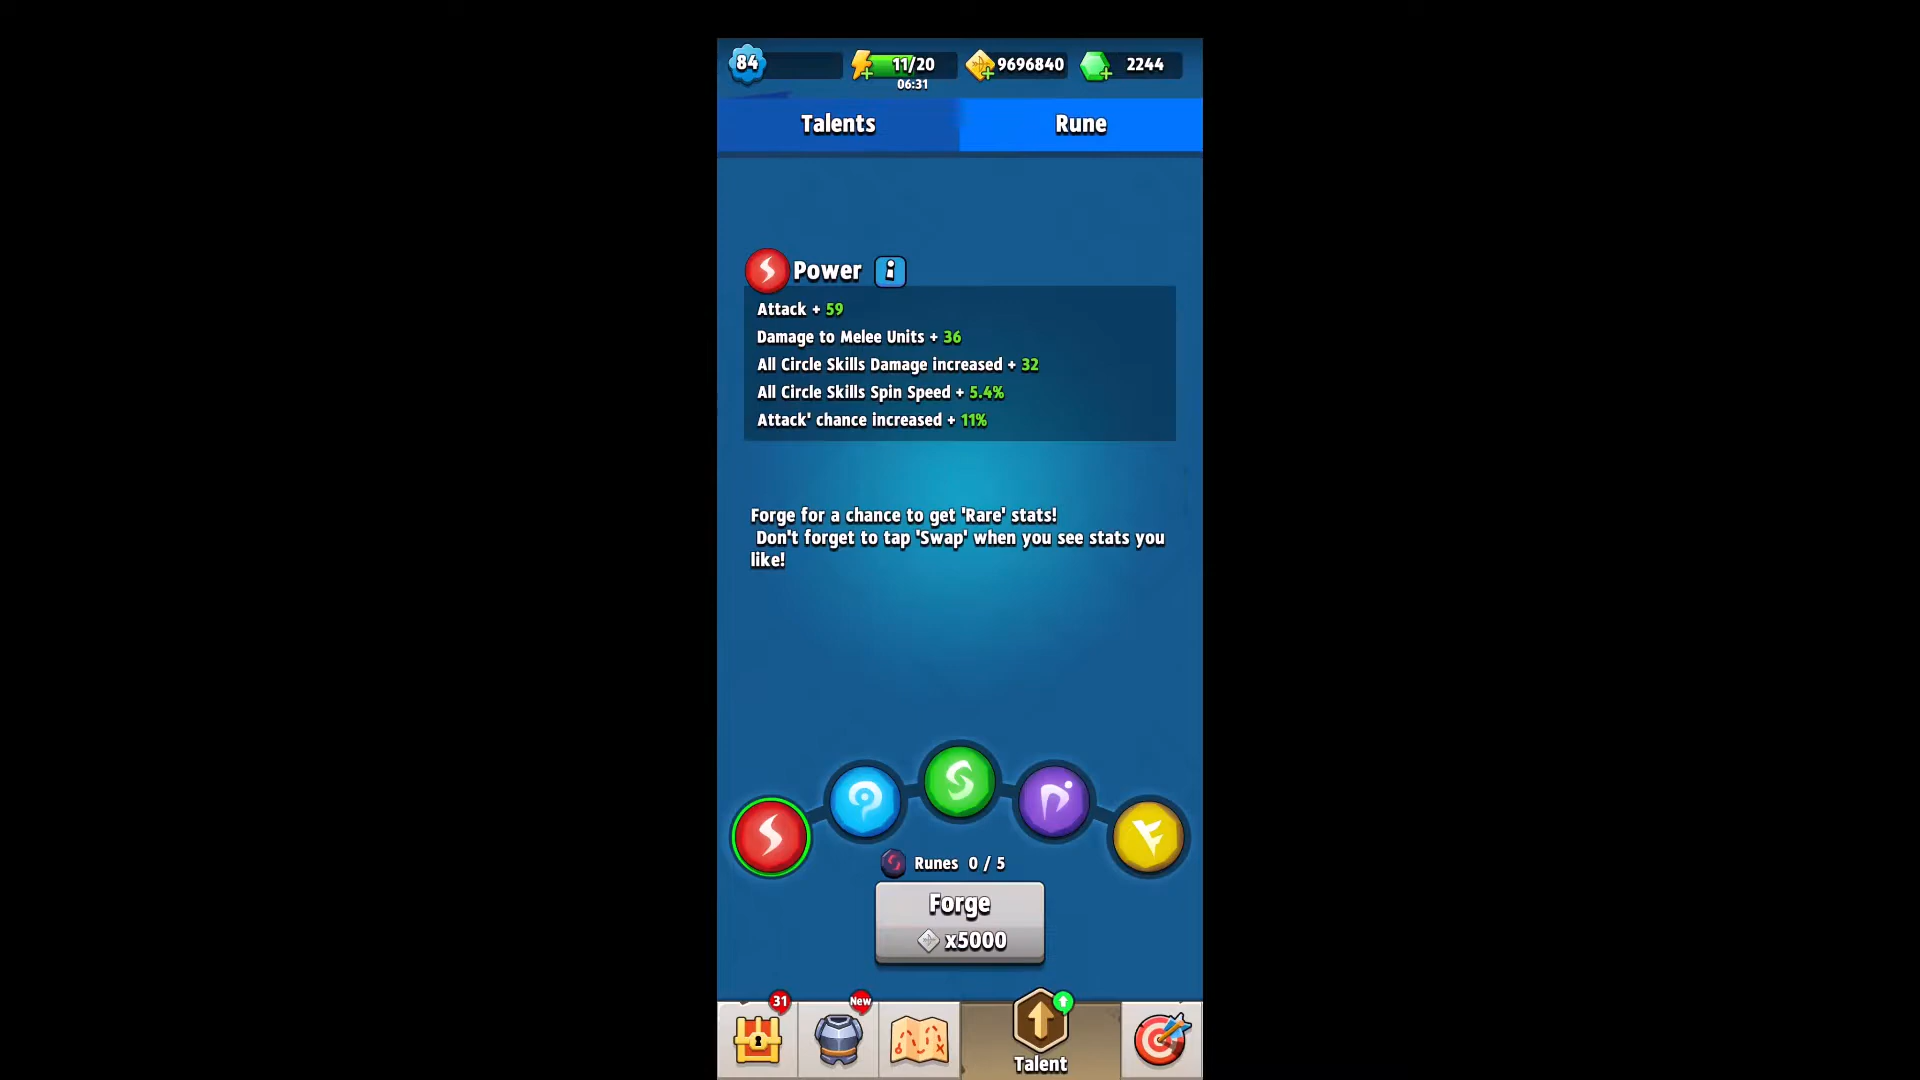 84
11/20
06:31
9696840
2244
Talents
Rune
Power
Attack + 59
Damage to Melee Units + 36
All Circle Skills Damage increased + 32
All Circle Skills Spin Speed + 5.4%
Attack' chance increased + 11%
Forge for a chance to get 'Rare' stats!
Don't forget to tap 'Swap' when you see stats you
like!
Runes 0 / 5
Forge
x5000
31
New
Talent